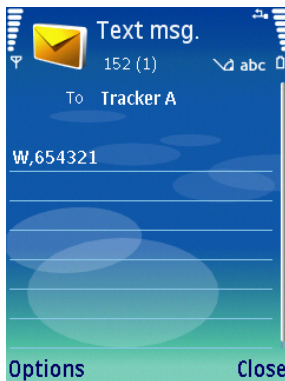 Text msg.
152 (1)
abc
To Tracker A
W,654321
Options Close